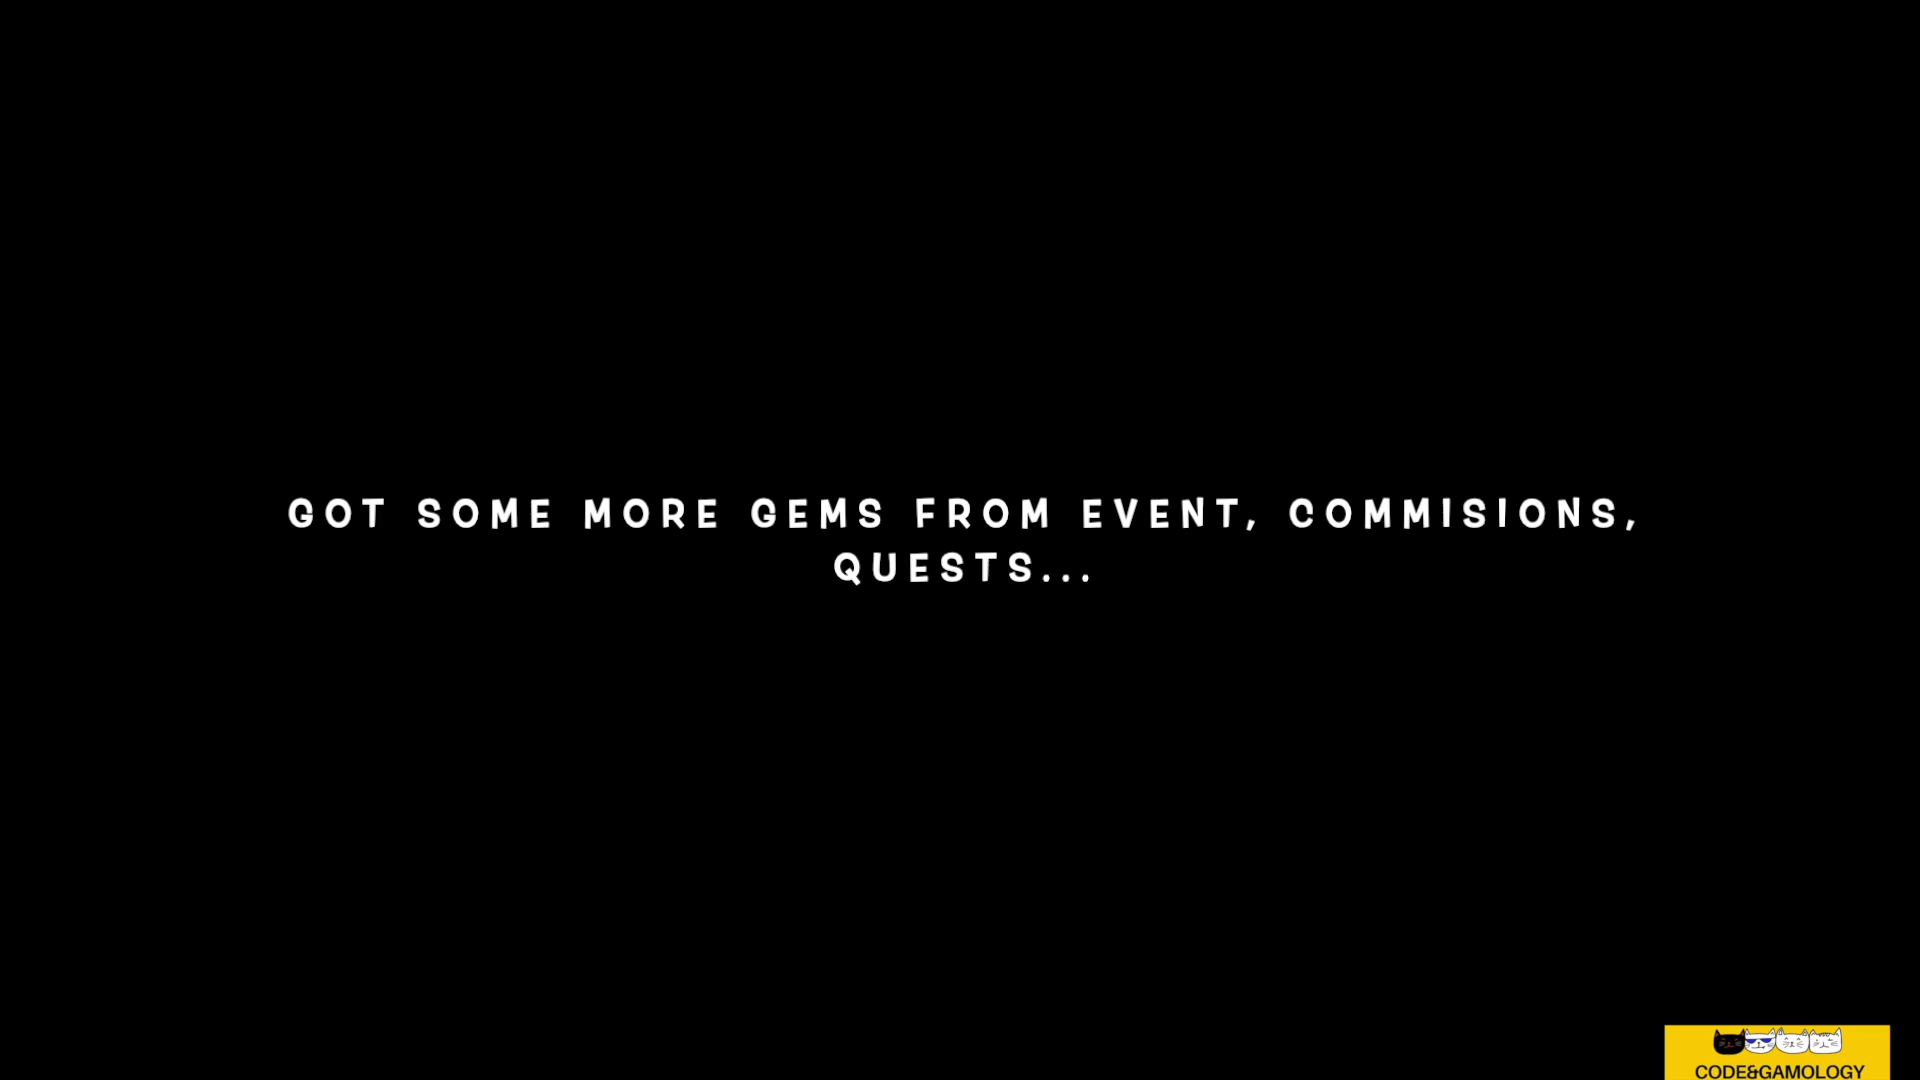 GOT SOME MORE GEMS FROM EVENT, COMMISIONS,
QUESTS...
CODE&GAMOLOGY